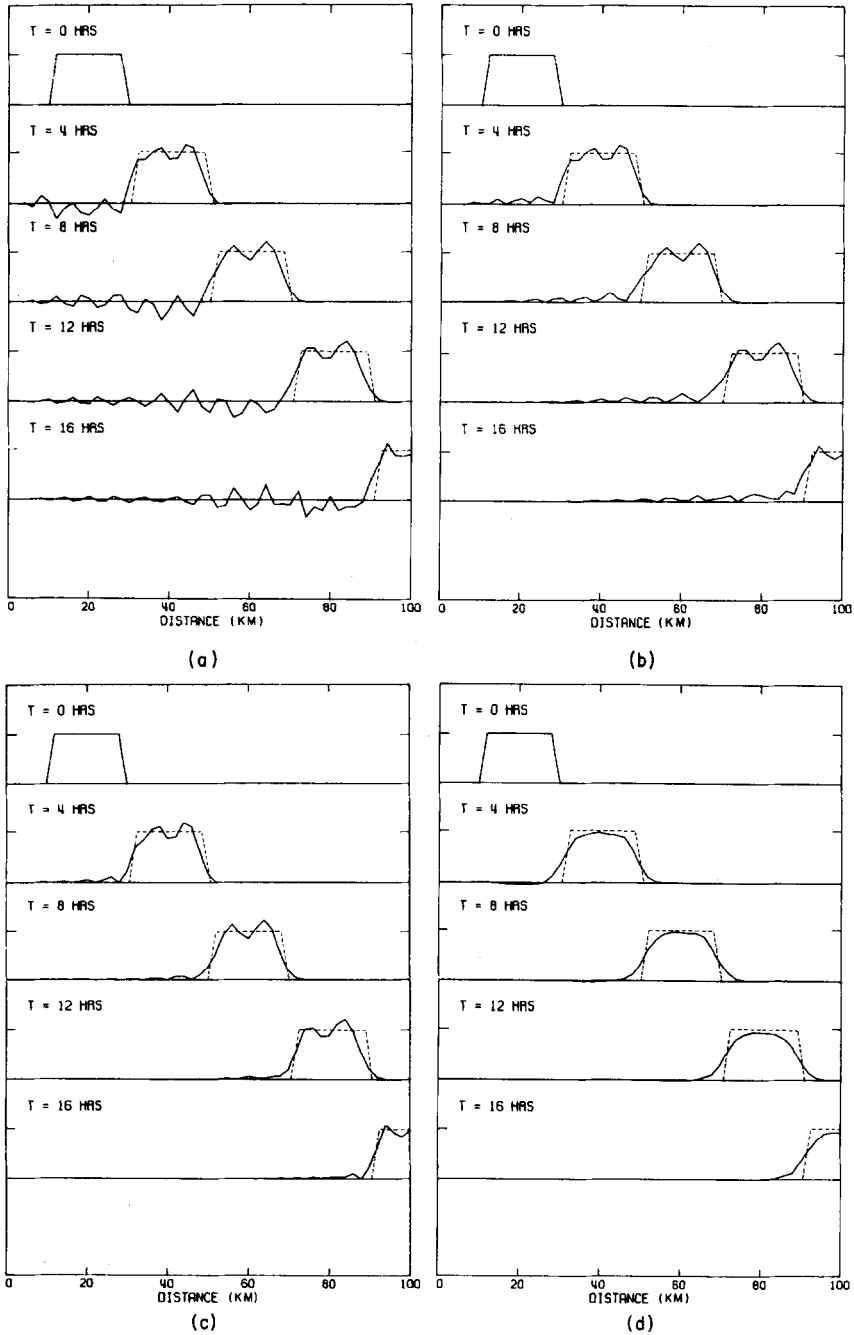 T = 0 HRS
T = 4 HRS
T = 8 HRS
T = 12 HRS
T = 16 HRS
0 20 40 60 80 100
DISTANCE (KM)
(a)
T = 0 HRS
T = 4 HRS
T = 8 HRS
T = 12 HRS
T = 16 HRS
0 20 40 60 80 100
DISTANCE (KM)
(b)
T = 0 HRS
T = 4 HRS
T = 8 HRS
T = 12 HRS
T = 16 HRS
0 20 40 60 80 100
DISTANCE (KM)
(c)
T = 0 HRS
T = 4 HRS
T = 8 HRS
T = 12 HRS
T = 16 HRS
0 20 40 60 80 100
DISTANCE (KM)
(d)